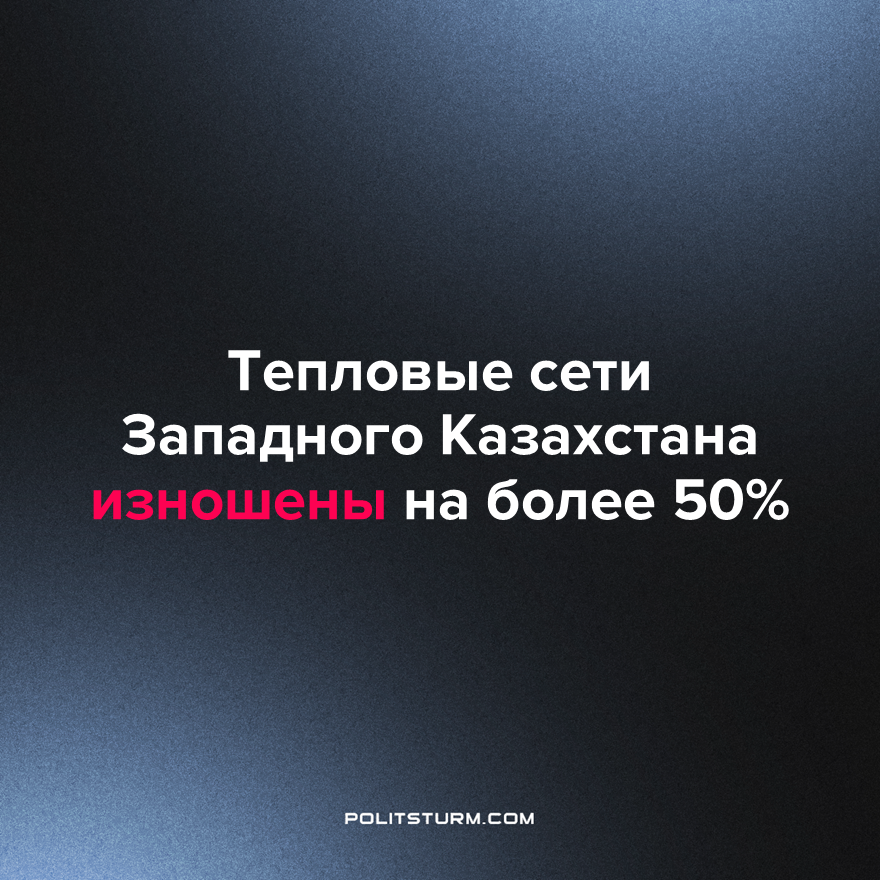 Тепловые сети
Западного Казахстана
изношены на более 50%
POLITSTURM.COM